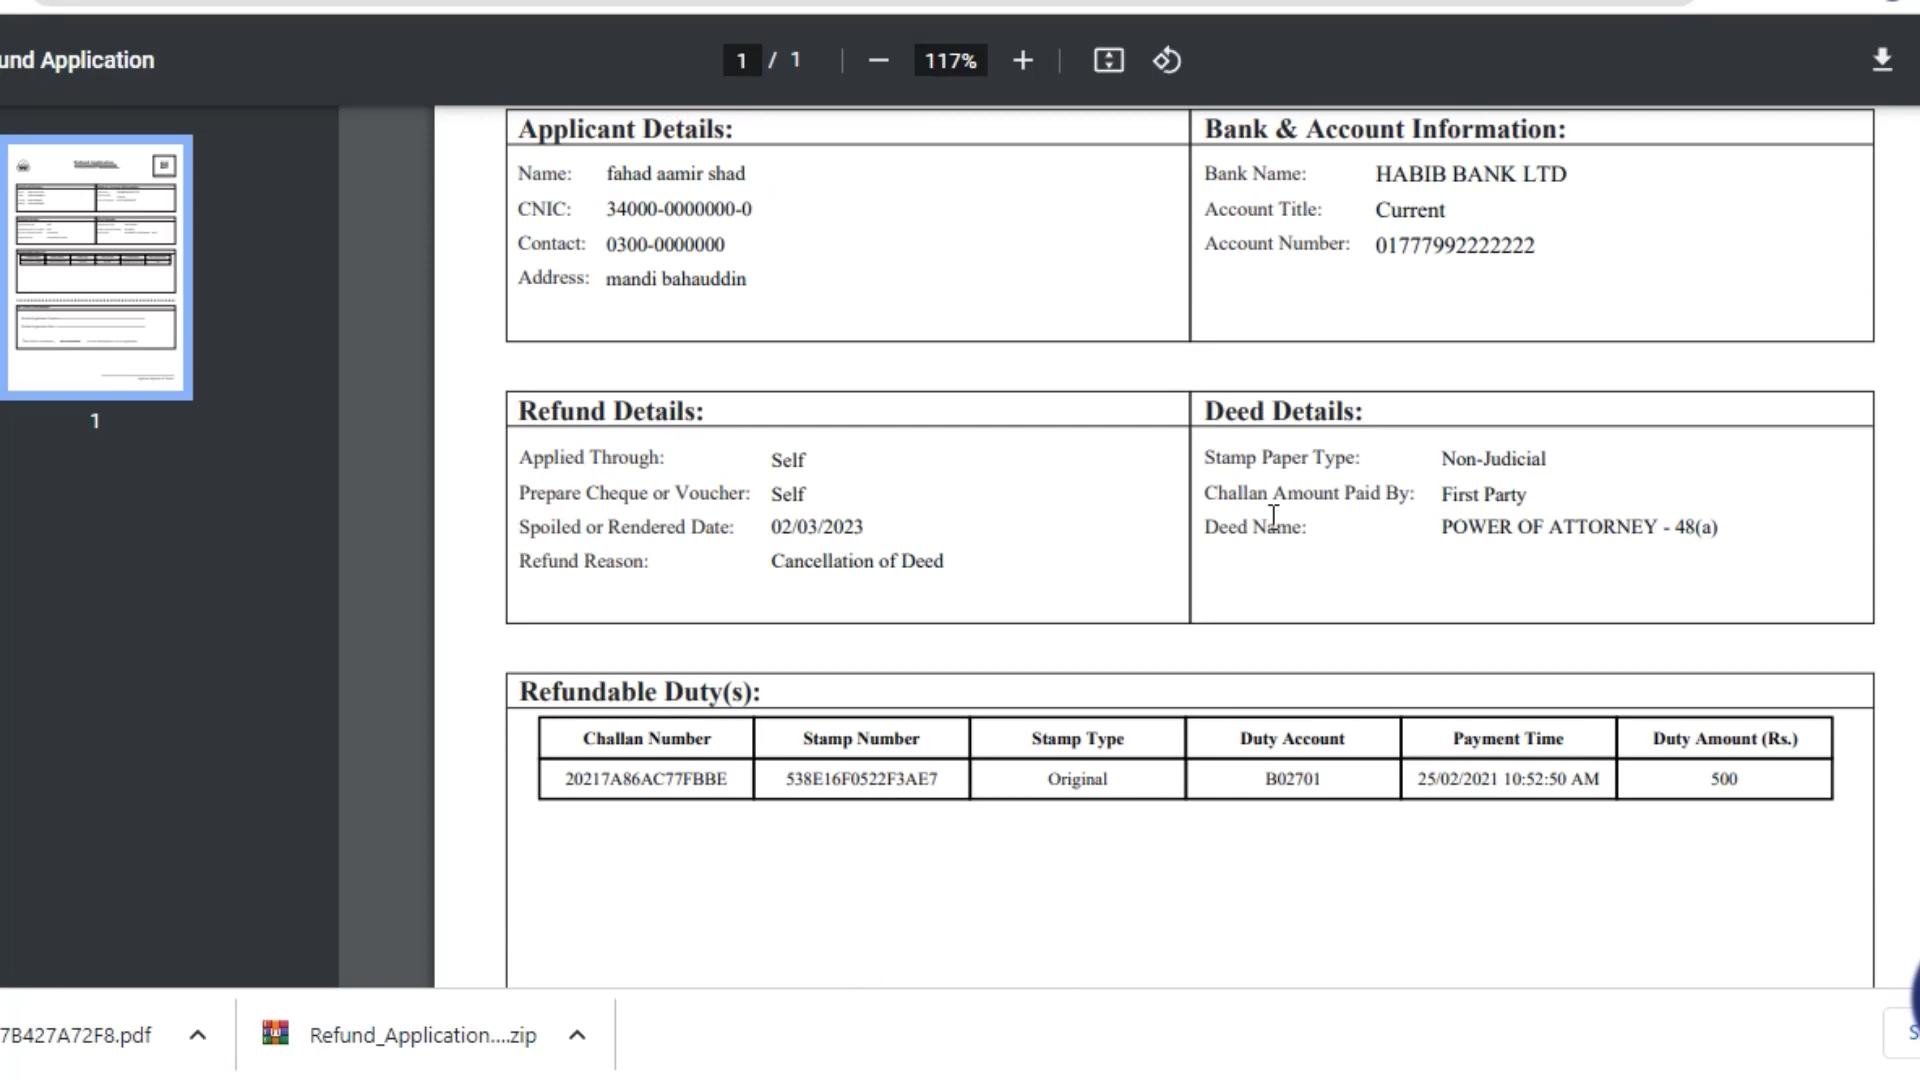 und Application
1 / 1
117%
Applicant Details:
Name: fahad aamir shad
CNIC: 34000-0000000-0
Contact: 0300-0000000
Address: mandi bahauddin
Bank & Account Information:
Bank Name: HABIB BANK LTD
Account Title: Current
Account Number: 01777992222222
1
Refund Details:
Applied Through: Self
Prepare Cheque or Voucher: Self
Spoiled or Rendered Date: 02/03/2023
Refund Reason: Cancellation of Deed
Deed Details:
Stamp Paper Type: Non-Judicial
Challan Amount Paid By: First Party
Deed Name: POWER OF ATTORNEY - 48(a)
Refundable Duty(s):
Challan Number Stamp Number Stamp Type Duty Account Payment Time Duty Amount (Rs.)
20217A86AC77FBBE 538E16F0522F3AE7 Original B02701 25/02/2021 10:52:50 AM 500
7B427A72F8.pdf
Refund_Application....zip
S